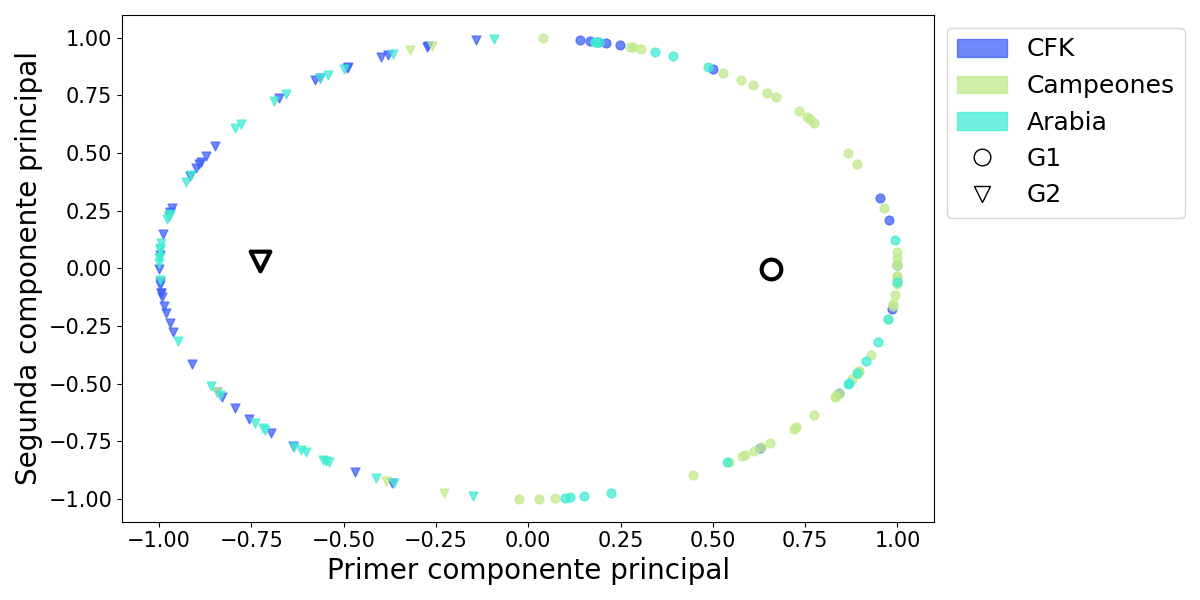 Segunda componente principal
1.00
0.75
0.50
0.25
0.00
−0.25
−0.50
−0.75
−1.00
−1.00 −0.75 −0.50 −0.25 0.00 0.25 0.50 0.75 1.00
Primer componente principal
CFK
Campeones
Arabia
G1
G2